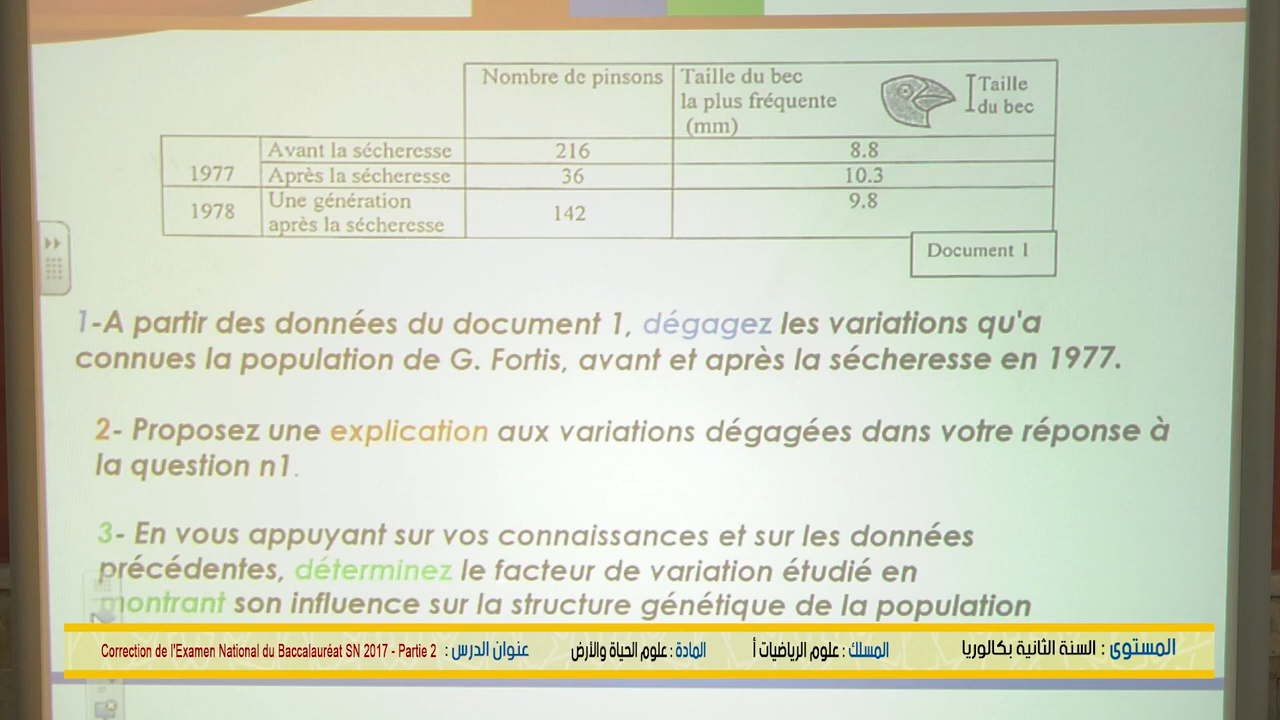 Nombre de pinsons
Taille du bec
la plus fréquente
(mm)
Taille
du bec
1977
Avant la sécheresse
216
8.8
Après la sécheresse
36
10.3
1978
Une génération
après la sécheresse
142
9.8
Document 1
1-A partir des données du document 1, dégagez les variations qu'a
connues la population de G. Fortis, avant et après la sécheresse en 1977.
2- Proposez une explication aux variations dégagées dans votre réponse à
la question n1.
3- En vous appuyant sur vos connaissances et sur les données
précédentes, déterminez le facteur de variation étudié en
montrant son influence sur la structure génétique de la population
المستوى : السنة الثانية بكالوريا
المسلك : علوم الرياضيات أ
المادة : علوم الحياة والأرض
عنوان الدرس : Correction de l'Examen National du Baccalauréat SN 2017 - Partie 2